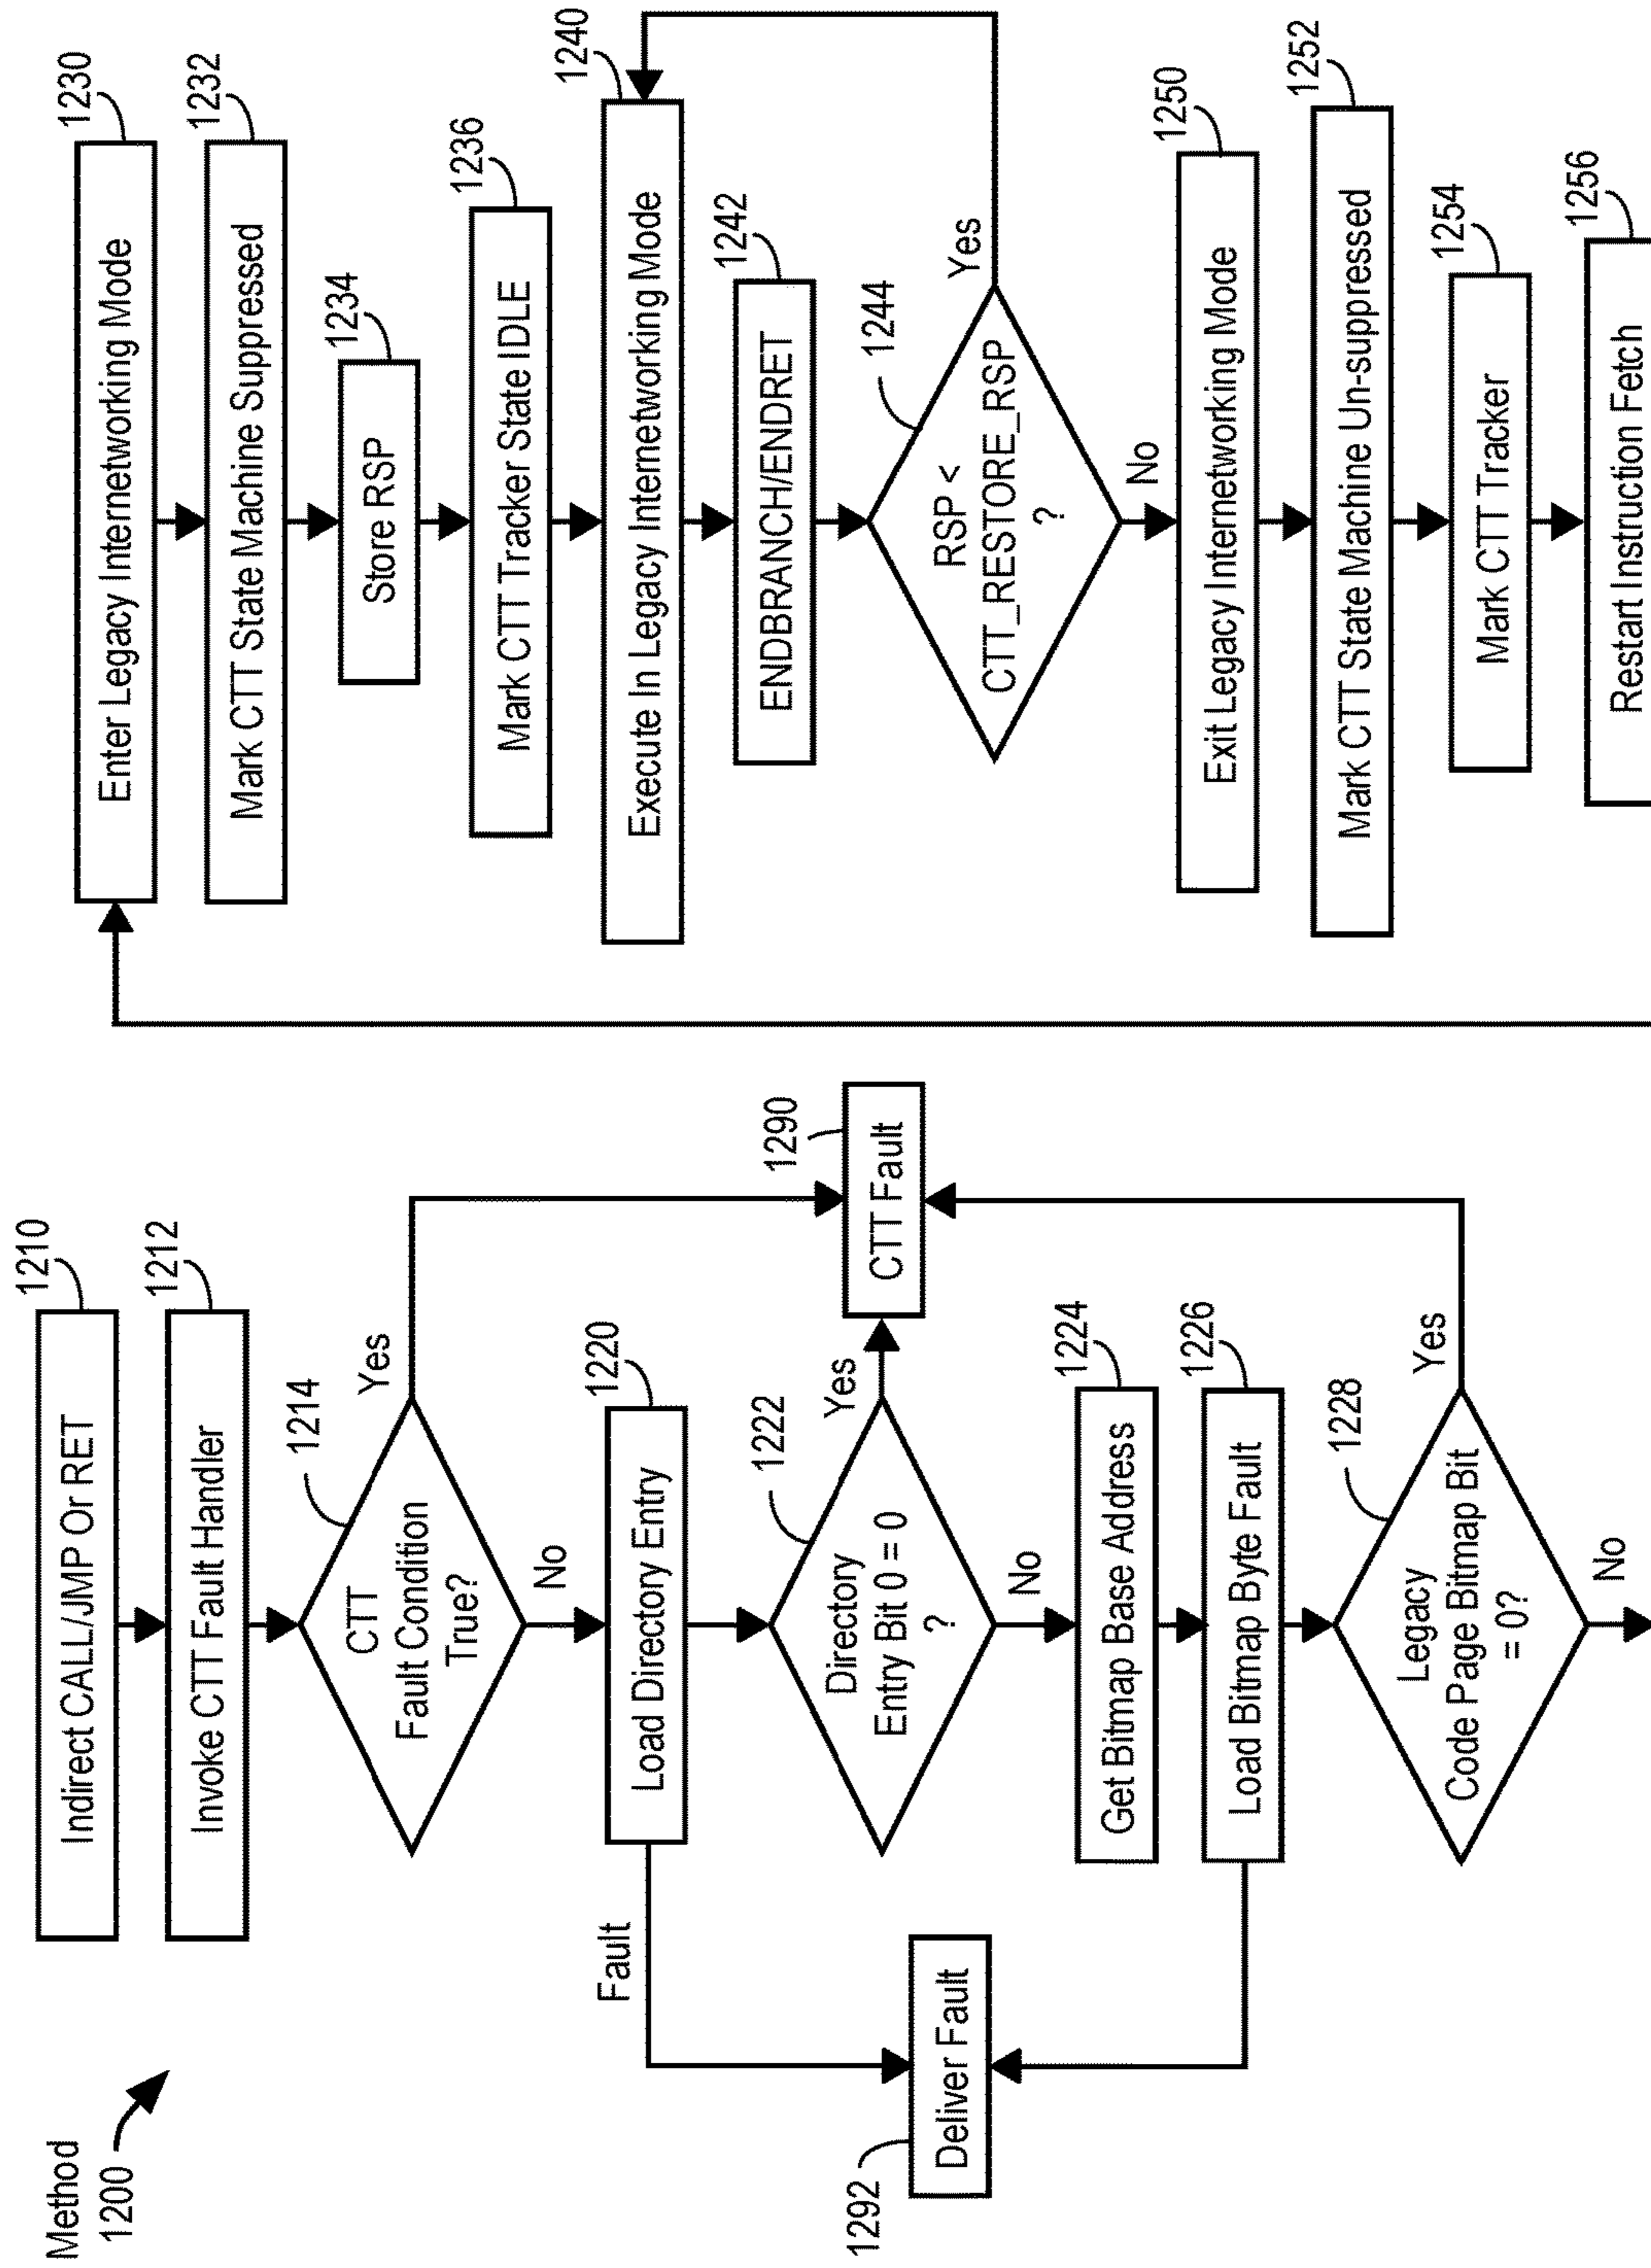 Method
1200
Indirect CALL/JMP Or RET
1210
Invoke CTT Fault Handler
1212
CTT
Fault Condition
True?
1214
Yes
No
Load Directory Entry
1220
Fault
Directory
Entry Bit 0 = 0
?
1222
Yes
No
Get Bitmap Base Address
1224
Load Bitmap Byte Fault
1226
Legacy
Code Page Bitmap Bit
= 0?
1228
Yes
No
CTT Fault
1290
Deliver Fault
1292
Enter Legacy Internetworking Mode
1230
Mark CTT State Machine Suppressed
1232
Store RSP
1234
Mark CTT Tracker State IDLE
1236
Execute In Legacy Internetworking Mode
1240
ENDBRANCH/ENDRET
1242
RSP <
CTT_RESTORE_RSP
?
1244
Yes
No
Exit Legacy Internetworking Mode
1250
Mark CTT State Machine Un-suppressed
1252
Mark CTT Tracker
1254
Restart Instruction Fetch
1256